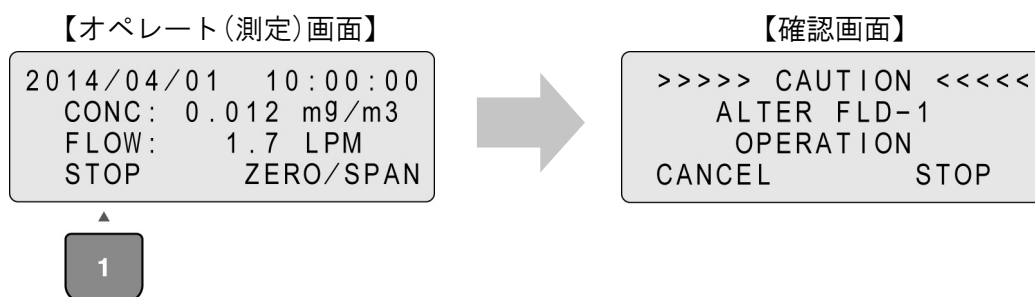 【オペレート(測定)画面】
2014/04/01 10:00:00
CONC: 0.012 mg/m3
FLOW: 1.7 LPM
STOP ZERO/SPAN
1
【確認画面】
>>>>> CAUTION <<<<<
ALTER FLD-1
OPERATION
CANCEL STOP